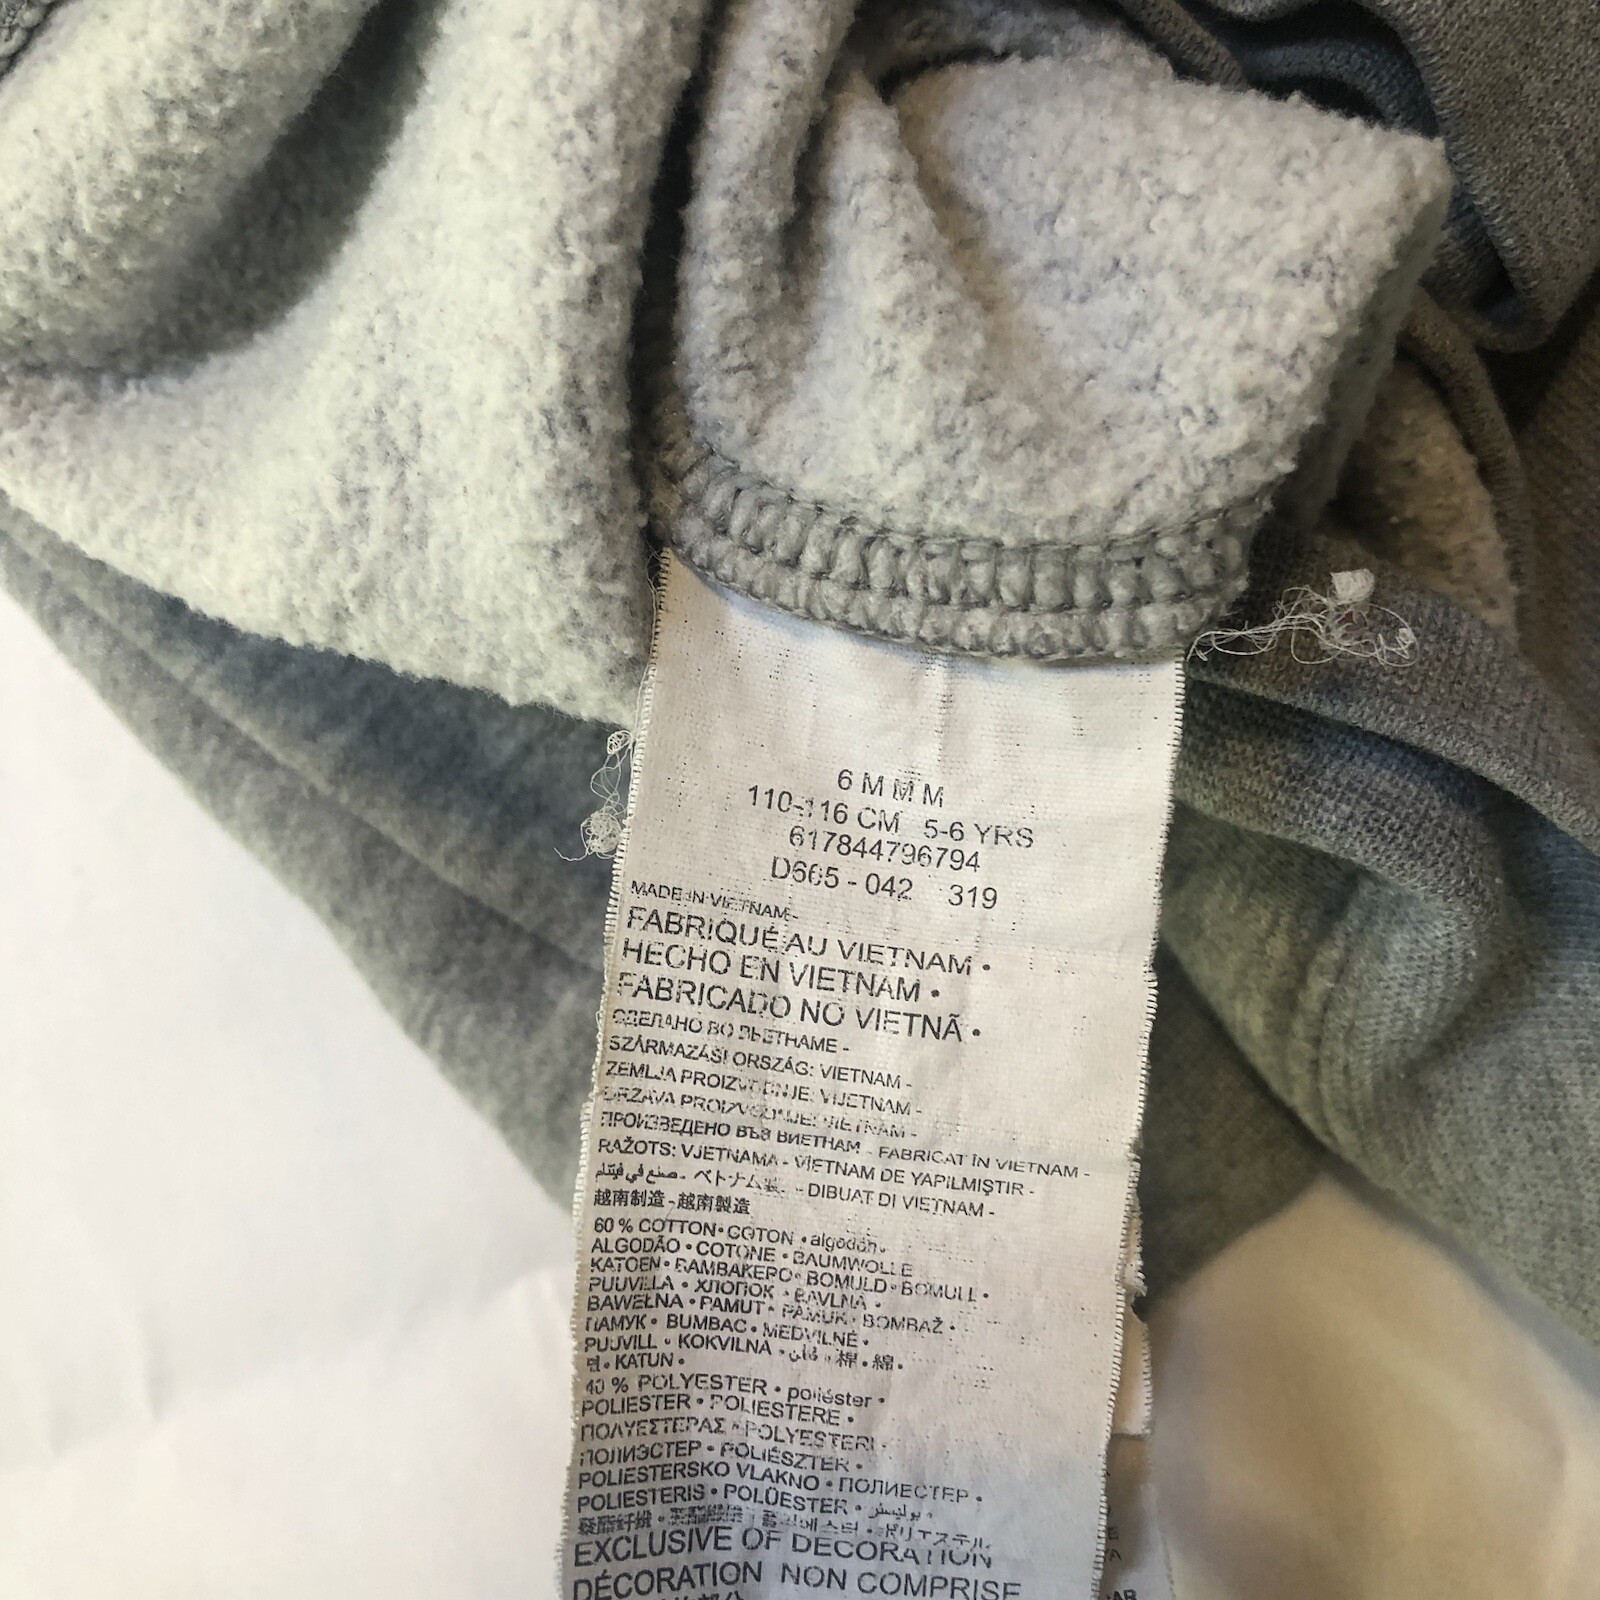 6 M M M
110-116 CM 5-6 YRS
617844796794
D665 - 042 319
MADE IN VIETNAM -
FABRIQUÉ AU VIETNAM •
HECHO EN VIETNAM •
FABRICADO NO VIETNÃ •
СДЕЛАНО ВО ВЬЕТНАМЕ -
SZÁRMAZÁSI ORSZÁG: VIETNAM -
ZEMLJA PROIZVODNJE: VIJETNAM -
DRŽAVA PROIZVODNJE: VIETNAM -
ПРОИЗВЕДЕНО ВЪВ ВИЕТНАМ - FABRICAT ÎN VIETNAM -
RAŽOTS: VJETNAMA - VIETNAM DE YAPILMIŞTIR -
صنع في فيتنام - ベトナム製 - DIBUAT DI VIETNAM -
越南制造 - 越南製造
60 % COTTON • COTON • algodón •
ALGODÃO • COTONE • BAUMWOLLE
KATOEN • ΒΑΜΒΑΚΕΡΟ • BOMULD • BOMULL •
PUUVILLA • ХЛОПОК • BAVLNA •
BAWEŁNA • PAMUT • PAMUK • BOMBAŽ •
ПАМУК • BUMBAC • MEDVILNĖ •
PUUVILL • KOKVILNA • قطن • 棉 • 綿 •
면 • KATUN •
40 % POLYESTER • poliéster •
POLIESTER • POLIESTERE •
ΠΟΛΥΕΣΤΕΡΑΣ • POLYESTERI •
ПОЛИЭСТЕР • POLIÉSZTER •
POLIESTERSKO VLAKNO • ПОЛИЕСТЕР •
POLIESTERIS • POLÜESTER • بوليستر •
聚酯纤维 • 폴리에스터 • ポリエステル
EXCLUSIVE OF DECORATION
DÉCORATION NON COMPRISE